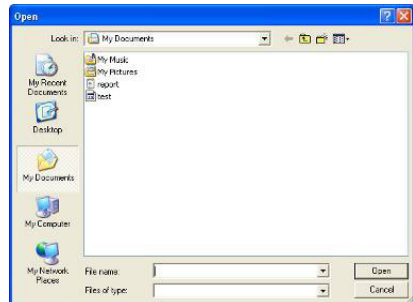 Open
Look in: My Documents
My Recent
Documents
Desktop
My Documents
My Computer
My Network
Places
My Music
My Pictures
report
test
File name:
Open
Files of type:
Cancel